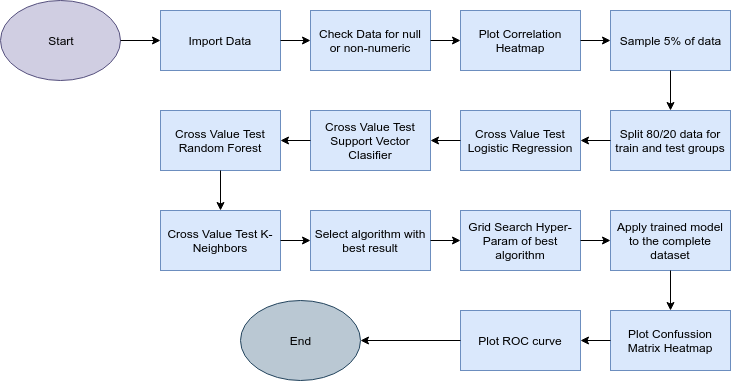 Start
Import Data
Check Data for null
or non-numeric
Plot Correlation
Heatmap
Sample 5% of data
Split 80/20 data for
train and test groups
Cross Value Test
Logistic Regression
Cross Value Test
Support Vector
Clasifier
Cross Value Test
Random Forest
Cross Value Test K-
Neighbors
Select algorithm with
best result
Grid Search Hyper-
Param of best
algorithm
Apply trained model
to the complete
dataset
Plot Confussion
Matrix Heatmap
Plot ROC curve
End